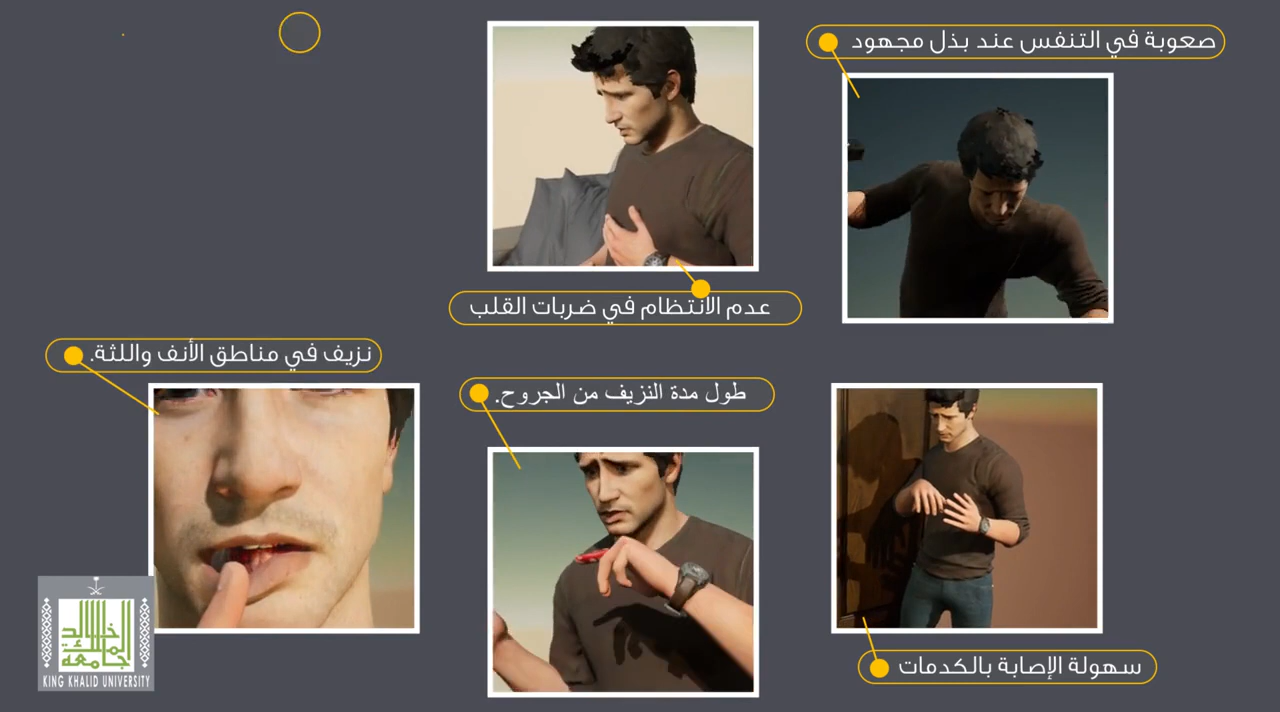 صعوبة في التنفس عند بذل مجهود
عدم الانتظام في ضربات القلب
نزيف في مناطق الأنف واللثة.
طول مدة النزيف من الجروح.
سهولة الإصابة بالكدمات
جامعة الملك خالد
KING KHALID UNIVERSITY